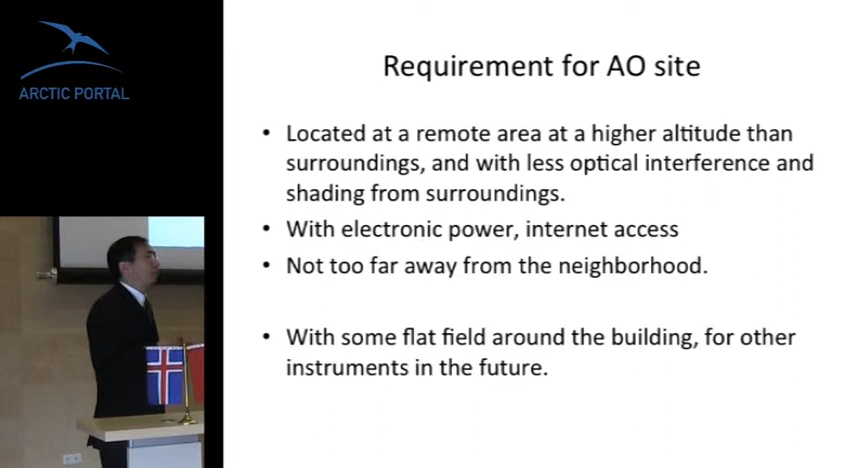 ARCTIC PORTAL
Requirement for AO site
• Located at a remote area at a higher altitude than
surroundings, and with less optical interference and
shading from surroundings.
• With electronic power, internet access
• Not too far away from the neighborhood.
• With some flat field around the building, for other
instruments in the future.